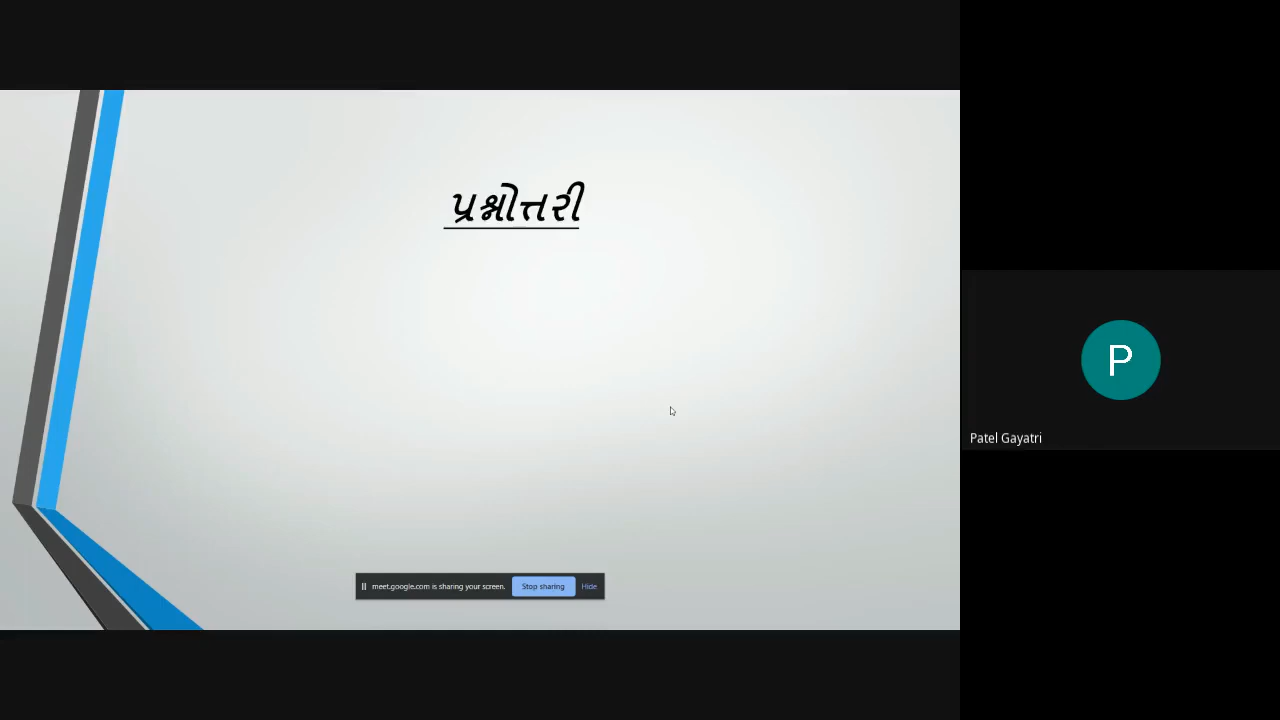 પ્રશ્નોત્તરી
P
Patel Gayatri
meet.google.com is sharing your screen. Stop sharing Hide